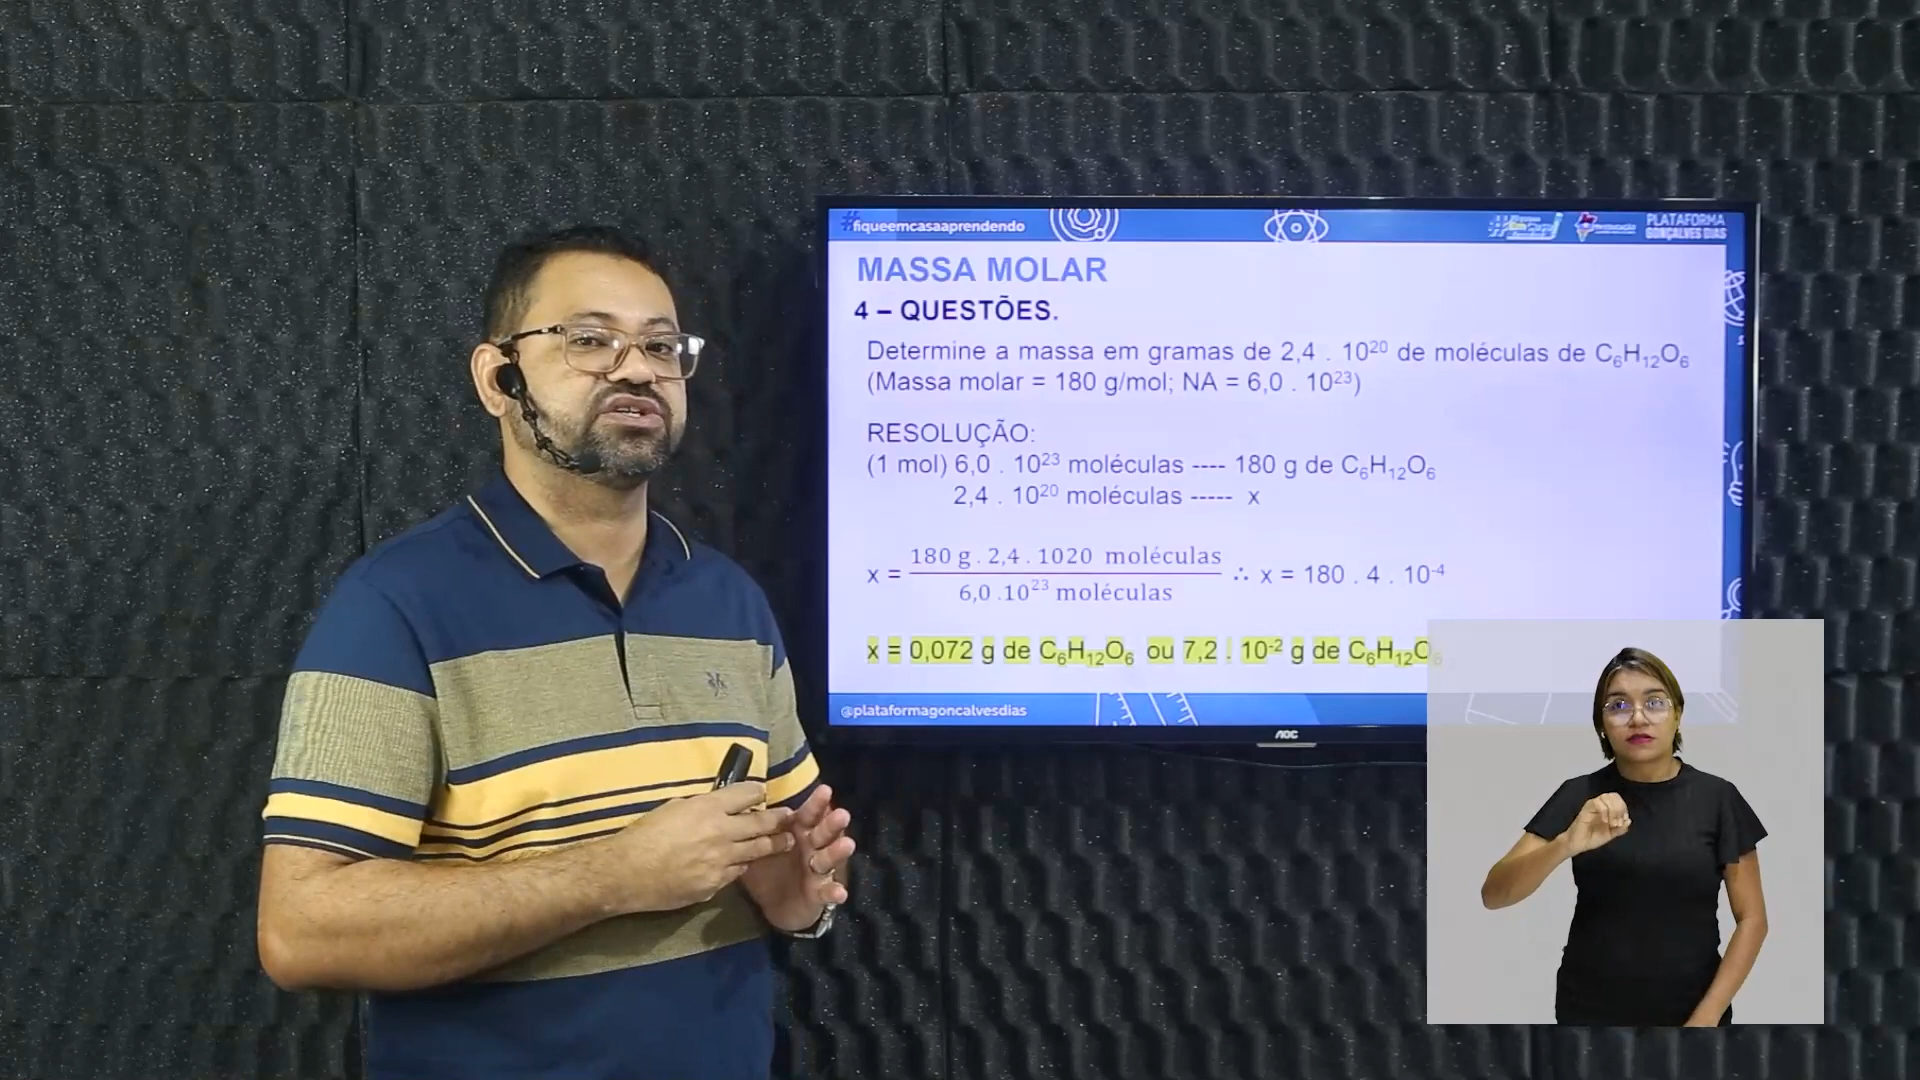 #fiqueemcasaaprendendo
PLATAFORMA
GONÇALVES DIAS
MASSA MOLAR
4 – QUESTÕES.
Determine a massa em gramas de 2,4 . 10²⁰ de moléculas de C₆H₁₂O₆
(Massa molar = 180 g/mol; NA = 6,0 . 10²³)
RESOLUÇÃO:
(1 mol) 6,0 . 10²³ moléculas ---- 180 g de C₆H₁₂O₆
2,4 . 10²⁰ moléculas ----- x
180 g . 2,4 . 1020 moléculas
x = ∴ x = 180 . 4 . 10⁻⁴
6,0 .10²³ moléculas
x = 0,072 g de C₆H₁₂O₆ ou 7,2 . 10⁻² g de C₆H₁₂O₆
@plataformagoncalvesdias
AOC